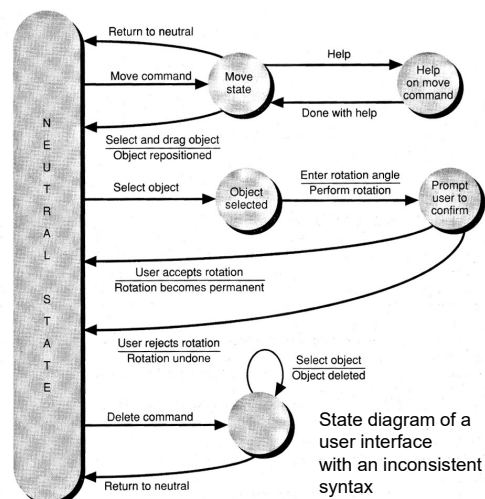 Return to neutral
Help
Move command
Move
state
Help
on move
command
Done with help
Select and drag object
Object repositioned
NEUTRAL STATE
Select object
Object
selected
Enter rotation angle
Perform rotation
Prompt
user to
confirm
User accepts rotation
Rotation becomes permanent
User rejects rotation
Rotation undone
Select object
Object deleted
Delete command
Return to neutral
State diagram of a
user interface
with an inconsistent
syntax